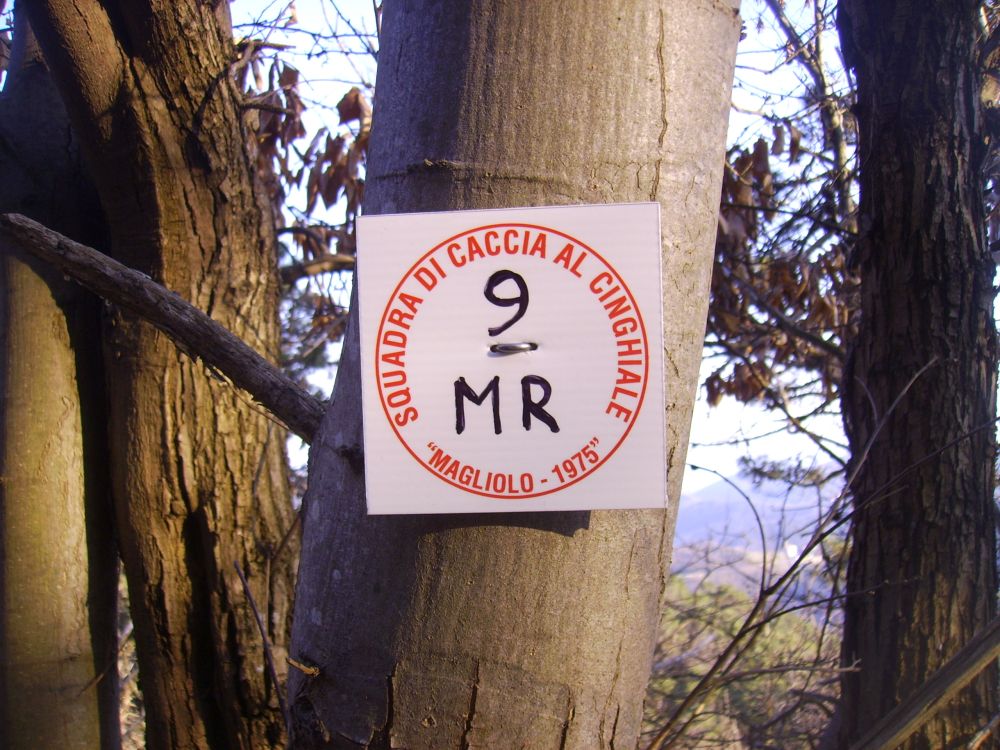 SQUADRA DI CACCIA AL CINGHIALE
9
MR
"MAGLIOLO - 1975"